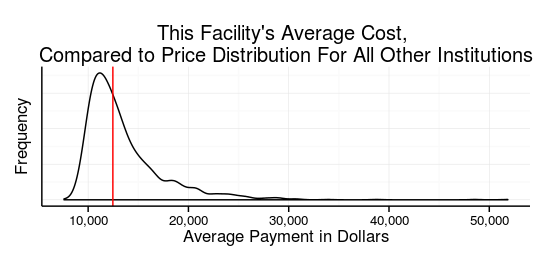 This Facility's Average Cost,
Compared to Price Distribution For All Other Institutions
Frequency
10,000 20,000 30,000 40,000 50,000
Average Payment in Dollars